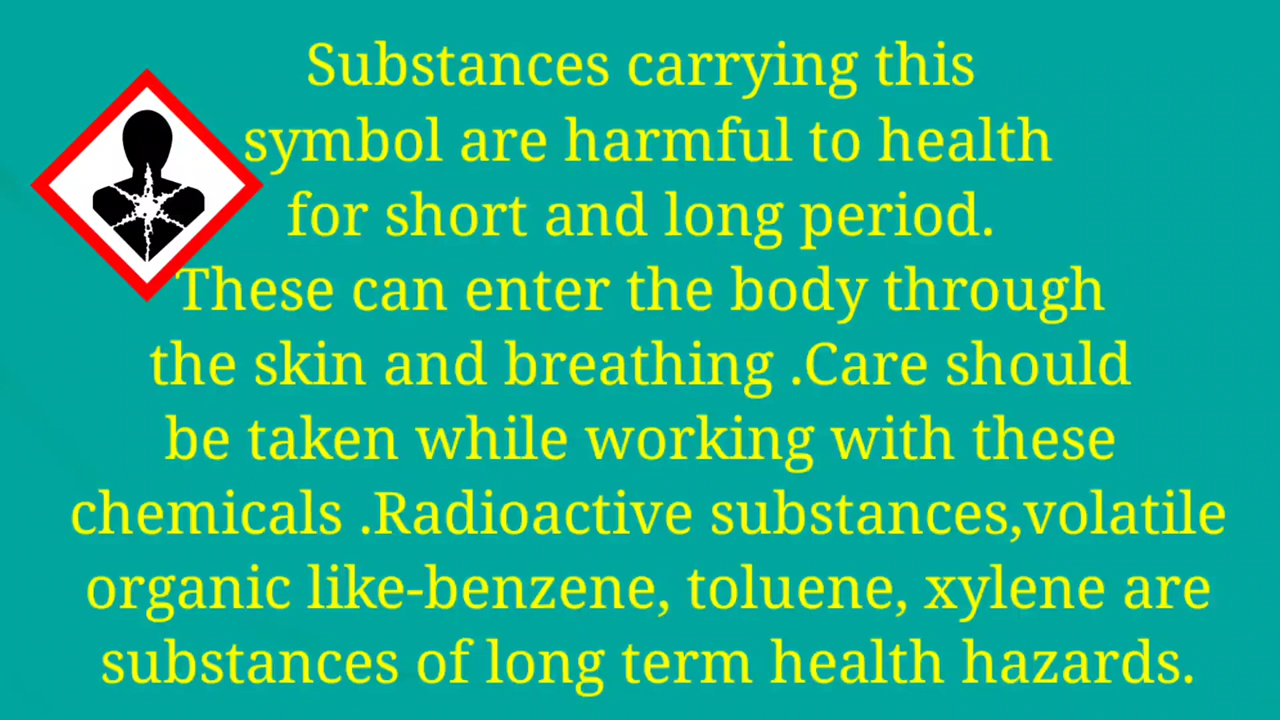 Substances carrying this
symbol are harmful to health
for short and long period.
These can enter the body through
the skin and breathing .Care should
be taken while working with these
chemicals .Radioactive substances,volatile
organic like-benzene, toluene, xylene are
substances of long term health hazards.